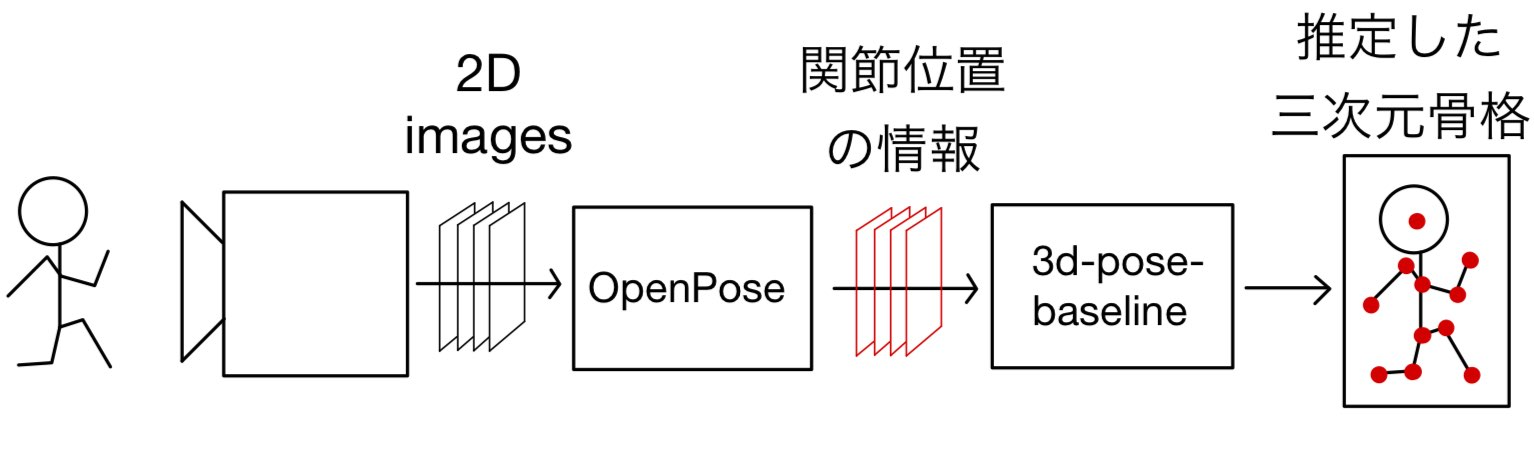 2D
images
OpenPose
関節位置
の情報
3d-pose-
baseline
推定した
三次元骨格